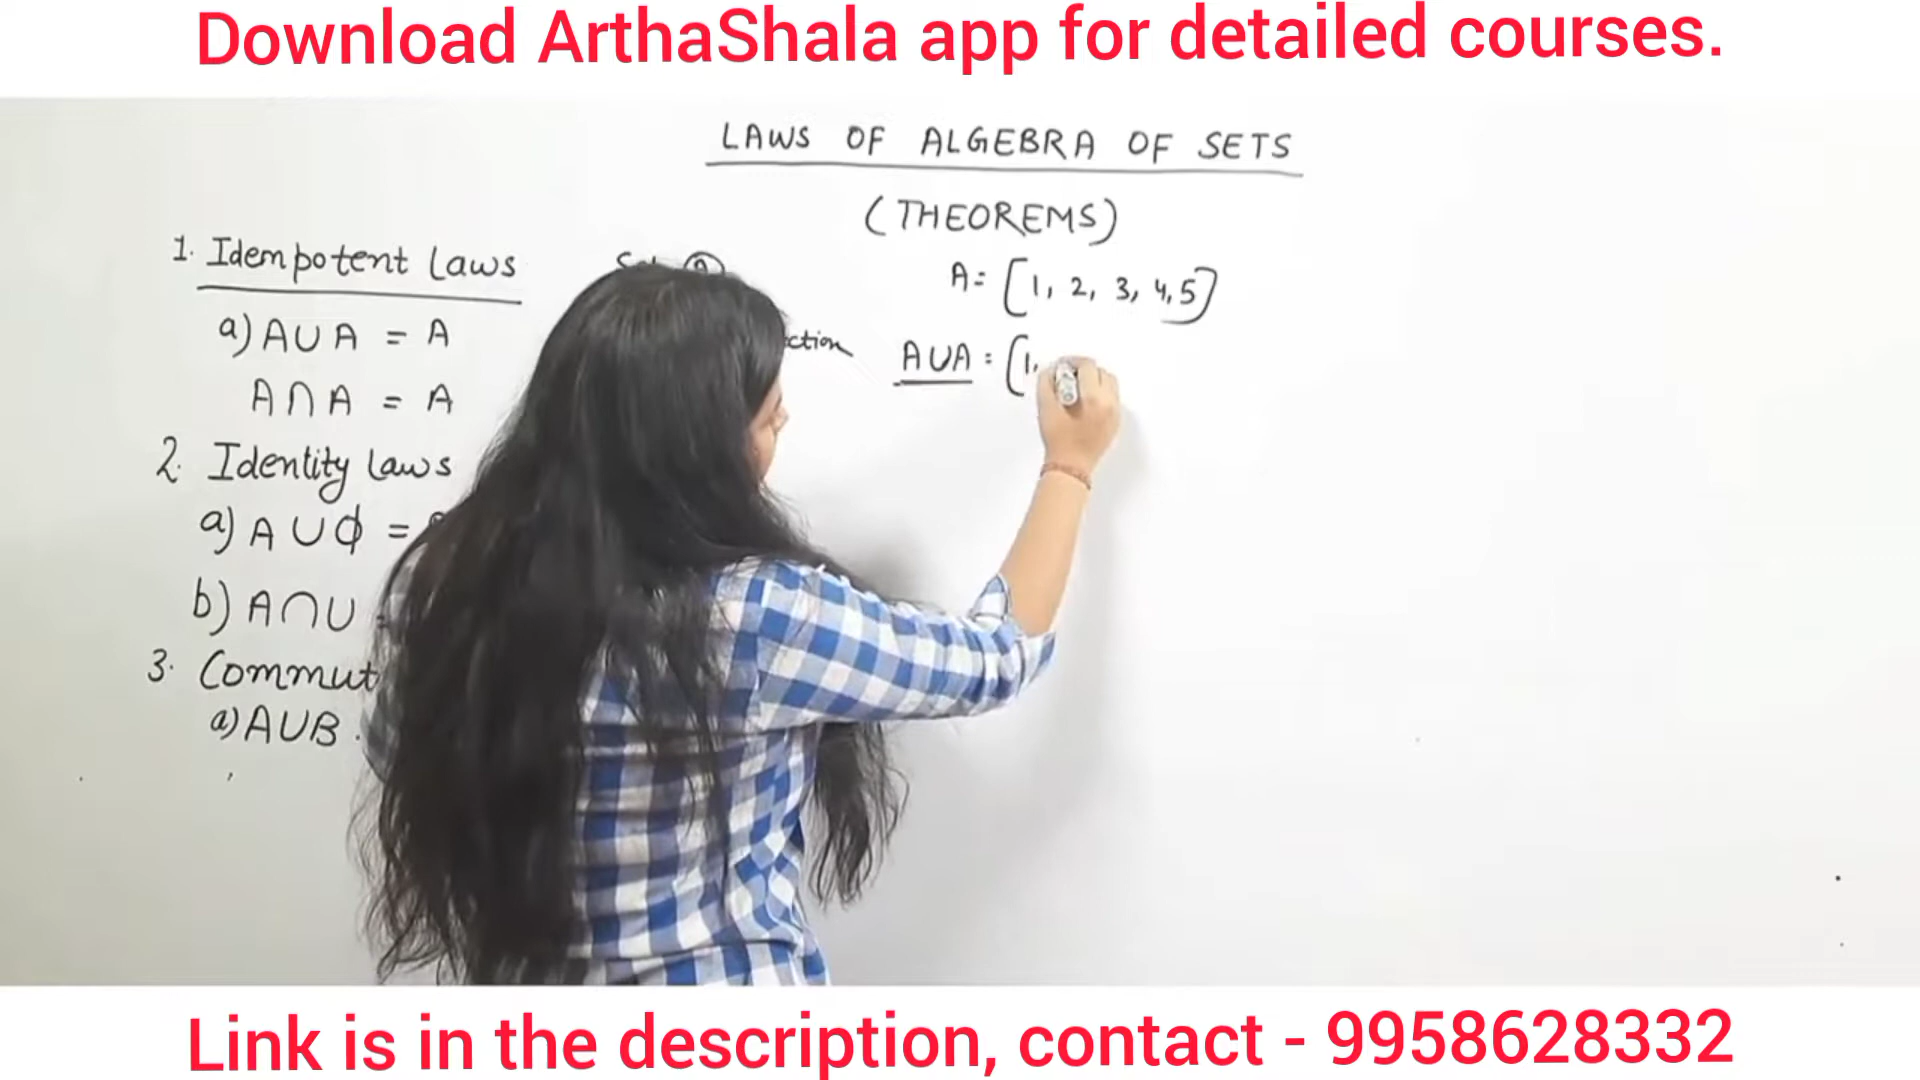 Download ArthaShala app for detailed courses.
LAWS OF ALGEBRA OF SETS
(THEOREMS)
1. Idempotent Laws
a) A∪A = A
A∩A = A
2. Identity Laws
a) A∪ϕ =
b) A∩U
3. Commut
a) A∪B
A= [1, 2, 3, 4,5]
A∪A = [1,
Link is in the description, contact - 9958628332